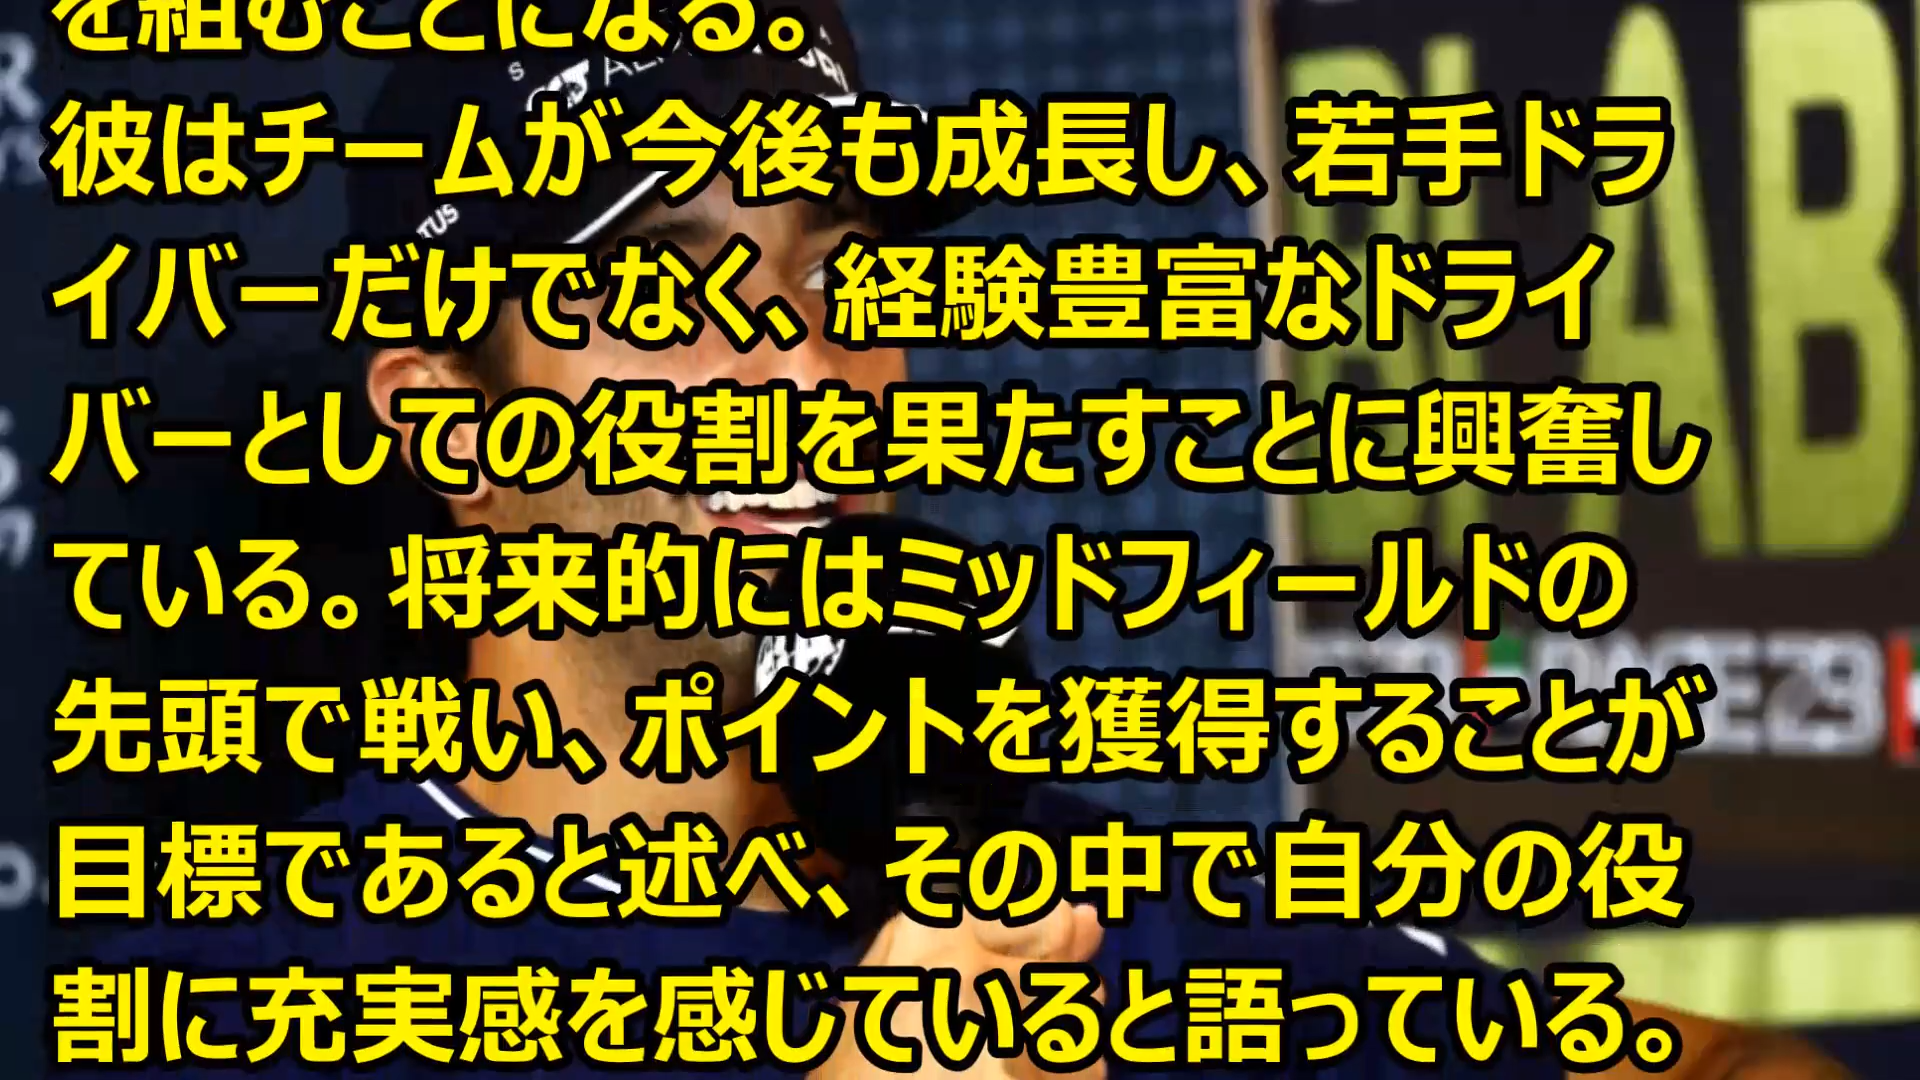 を組むことになる。
彼はチームが今後も成長し、若手ドラ
イバーだけでなく、経験豊富なドライ
バーとしての役割を果たすことに興奮し
ている。将来的にはミッドフィールドの
先頭で戦い、ポイントを獲得することが
目標であると述べ、その中で自分の役
割に充実感を感じていると語っている。